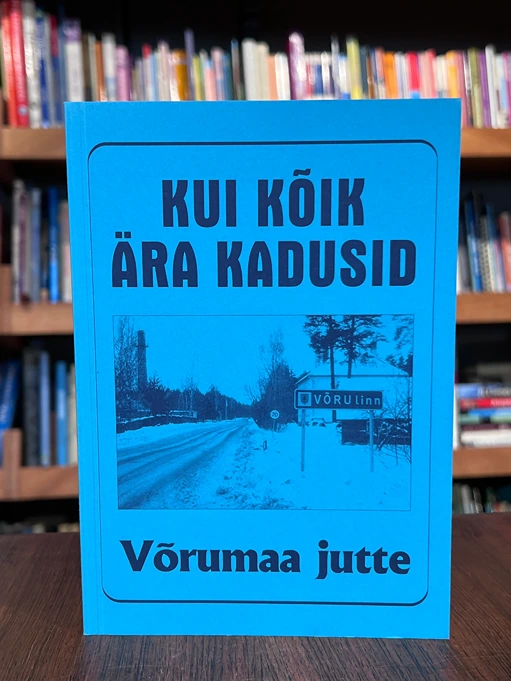 KUI KÕIK
ÄRA KADUSID
VÕRU linn
Võrumaa jutte